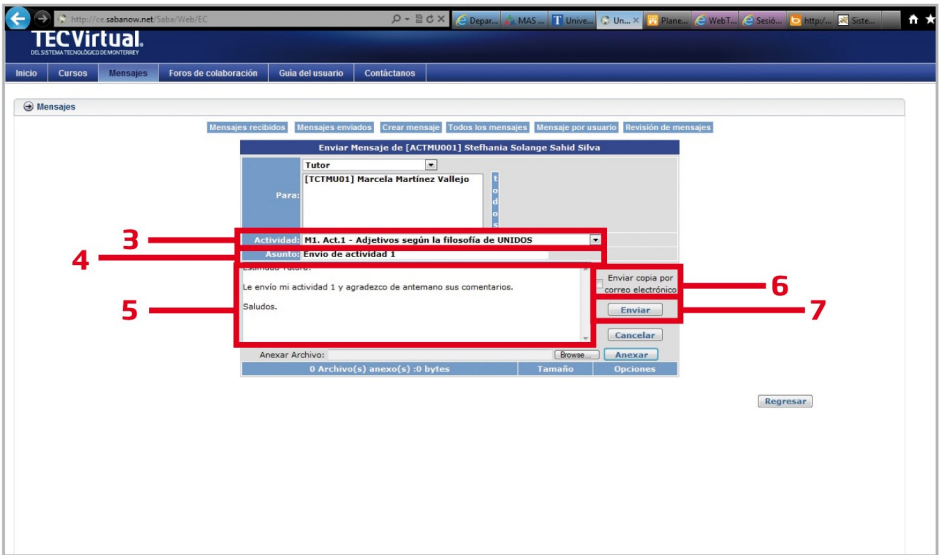 http://ce.sabanow.net/Saba/Web/EC
Depar... MAS ... Unive... Un... Plane... WebT... Sesió... http:/... Siste...
TECVirtual.
DEL SISTEMA TECNOLÓGICO DE MONTERREY
Inicio Cursos Mensajes Foros de colaboración Guía del usuario Contáctanos
Mensajes
Mensajes recibidos Mensajes enviados Crear mensaje Todos los mensajes Mensaje por usuario Revisión de mensajes
Enviar Mensaje de [ACTMU001] Stefhania Solange Sahid Silva
Tutor
Para: [TCTMU01] Marcela Martínez Vallejo
todos
3 Actividad: M1. Act.1 - Adjetivos según la filosofía de UNIDOS
4 Asunto: Envío de actividad 1
Le envío mi actividad 1 y agradezco de antemano sus comentarios.
5 Saludos.
Enviar copia por
correo electrónico 6
Enviar 7
Cancelar
Anexar Archivo: Browse... Anexar
0 Archivo(s) anexo(s) :0 bytes Tamaño Opciones
Regresar